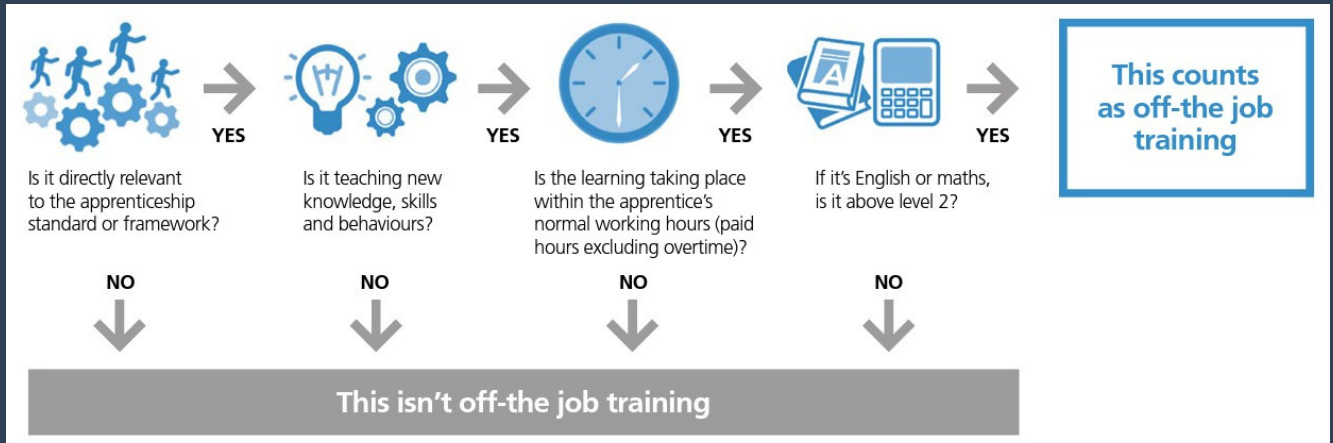 YES
YES
YES
YES
Is it directly relevant
to the apprenticeship
standard or framework?
Is it teaching new
knowledge, skills
and behaviours?
Is the learning taking place
within the apprentice's
normal working hours (paid
hours excluding overtime)?
If it's English or maths,
is it above level 2?
This counts
as off-the job
training
NO
NO
NO
NO
A
This isn't off-the job training